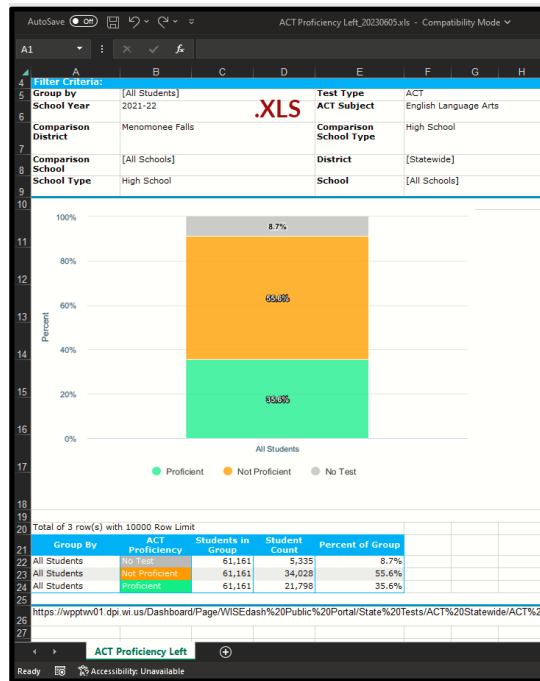 AutoSave Off ACT Proficiency Left_20230605.xls - Compatibility Mode
A1 fx
A B C D E F G H
4 Filter Criteria:
5 Group by [All Students] Test Type ACT
6 School Year 2021-22 .XLS ACT Subject English Language Arts
7 Comparison District Menomonee Falls Comparison School Type High School
8 Comparison School [All Schools] District [Statewide]
9 School Type High School School [All Schools]
10
100%
8.7%
11
80%
12
55.6%
13 60%
Percent
14 40%
15 20%
35.6%
16
0%
All Students
17 Proficient Not Proficient No Test
18
19
20 Total of 3 row(s) with 10000 Row Limit
21 Group By ACT Proficiency Students in Group Student Count Percent of Group
22 All Students No Test 61,161 5,335 8.7%
23 All Students Not Proficient 61,161 34,028 55.6%
24 All Students Proficient 61,161 21,798 35.6%
25
26 https://wpptwv01.dpi.wi.us/Dashboard/Page/WISEdash%20Public%20Portal/State%20Tests/ACT%20Statewide/ACT%2
27
ACT Proficiency Left
Ready Accessibility: Unavailable